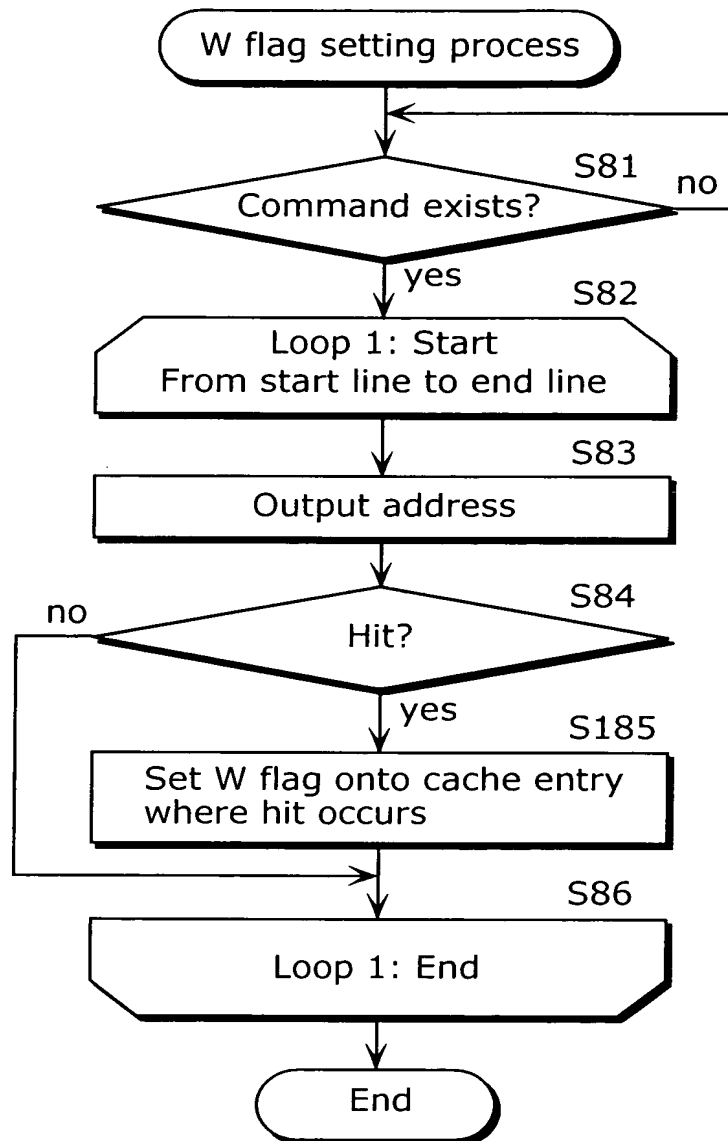 W flag setting process
S81
Command exists?
no
yes
S82
Loop 1: Start
From start line to end line
S83
Output address
S84
no
Hit?
yes
S185
Set W flag onto cache entry
where hit occurs
S86
Loop 1: End
End